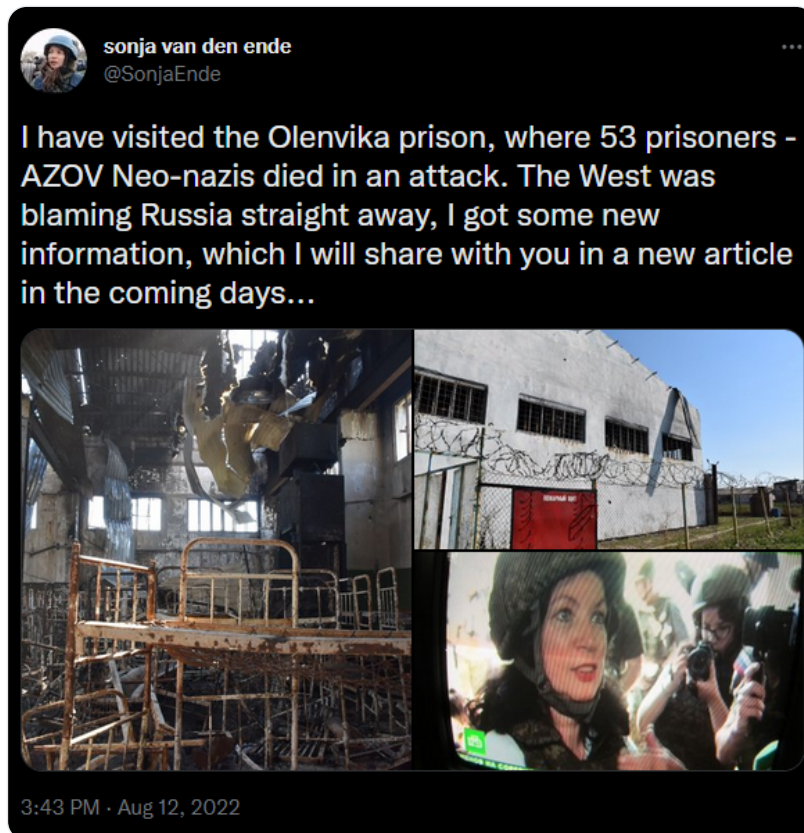 sonja van den ende
@SonjaEnde
I have visited the Olenvika prison, where 53 prisoners -
AZOV Neo-nazis died in an attack. The West was
blaming Russia straight away, I got some new
information, which I will share with you in a new article
in the coming days...
ПОЖАРНЫЙ ЩИТ
3:43 PM · Aug 12, 2022